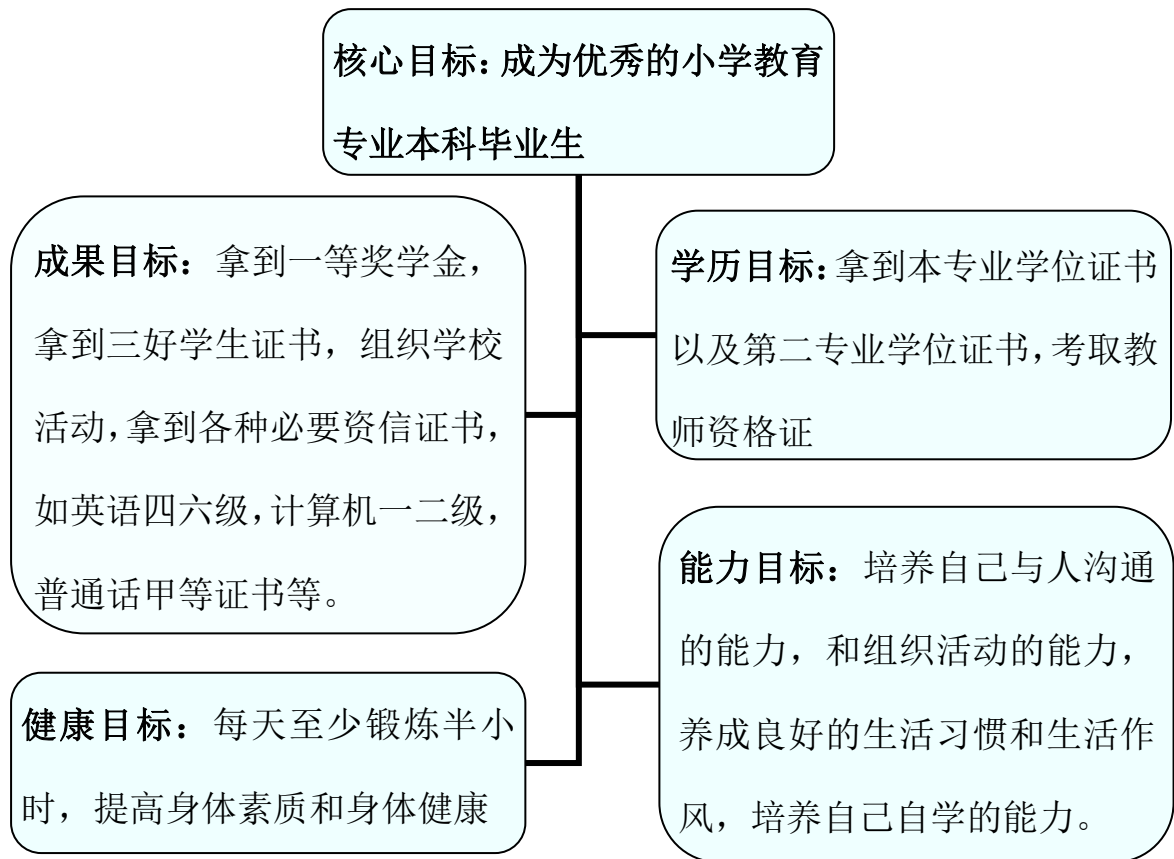 核心目标：成为优秀的小学教育
专业本科毕业生
成果目标：拿到一等奖学金，
拿到三好学生证书，组织学校
活动，拿到各种必要资信证书，
如英语四六级，计算机一二级，
普通话甲等证书等。
学历目标：拿到本专业学位证书
以及第二专业学位证书，考取教
师资格证
能力目标：培养自己与人沟通
的能力，和组织活动的能力，
养成良好的生活习惯和生活作
风，培养自己自学的能力。
健康目标：每天至少锻炼半小
时，提高身体素质和身体健康